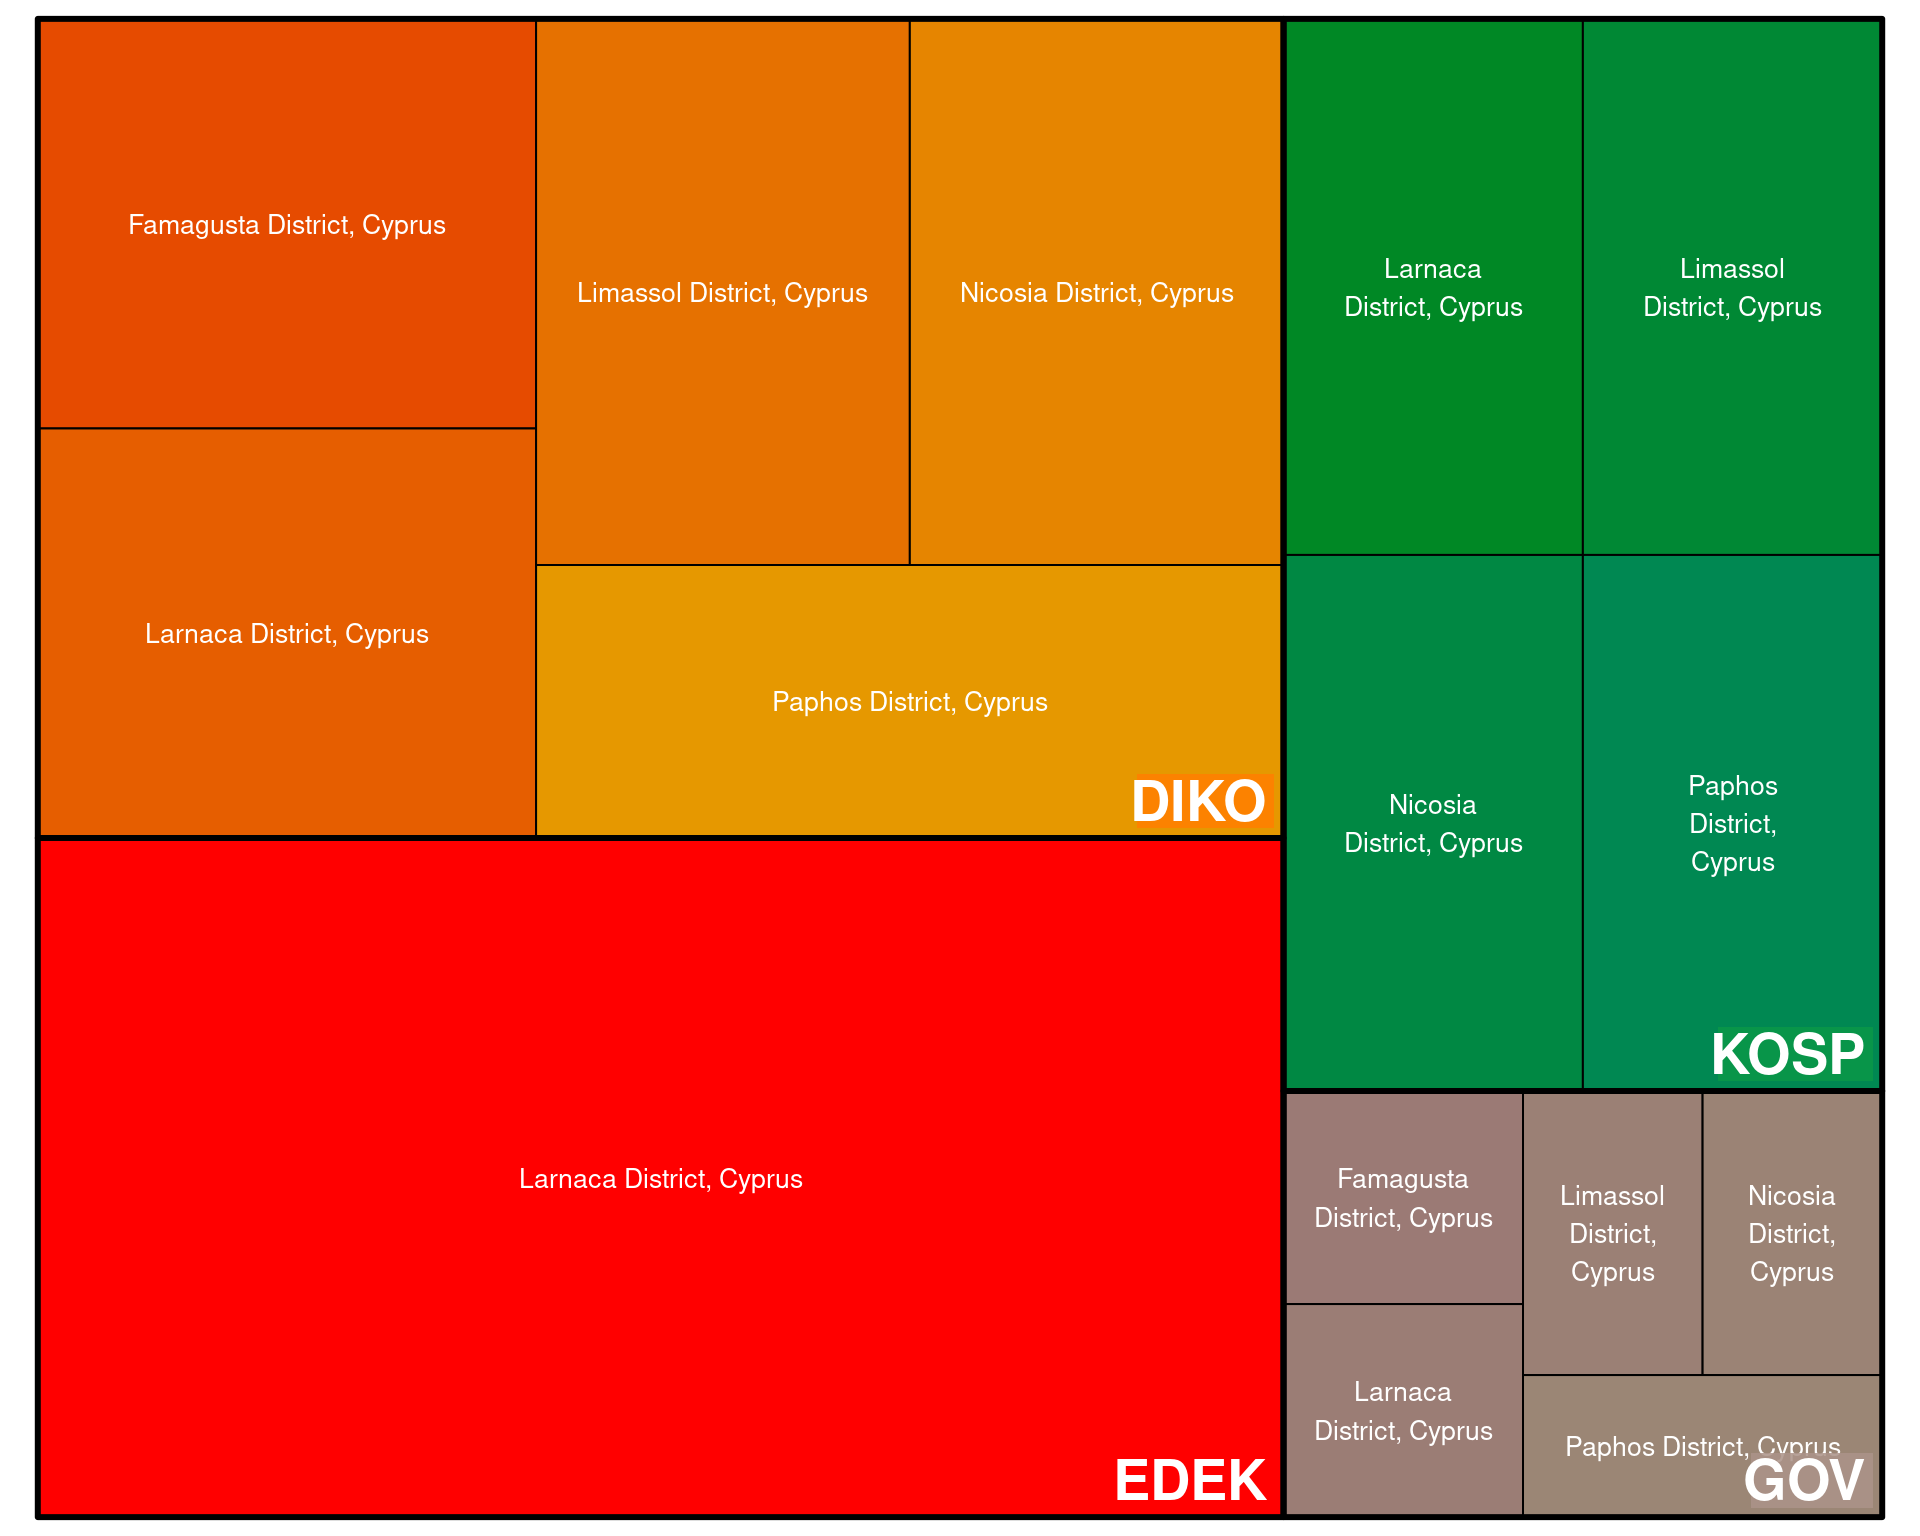 Famagusta District, Cyprus
Limassol District, Cyprus
Nicosia District, Cyprus
Larnaca District, Cyprus
Paphos District, Cyprus
DIKO
Larnaca
District, Cyprus
Limassol
District, Cyprus
Nicosia
District, Cyprus
Paphos
District,
Cyprus
KOSP
Larnaca District, Cyprus
EDEK
Famagusta
District, Cyprus
Limassol
District,
Cyprus
Nicosia
District,
Cyprus
Larnaca
District, Cyprus
Paphos District, Cyprus
GOV